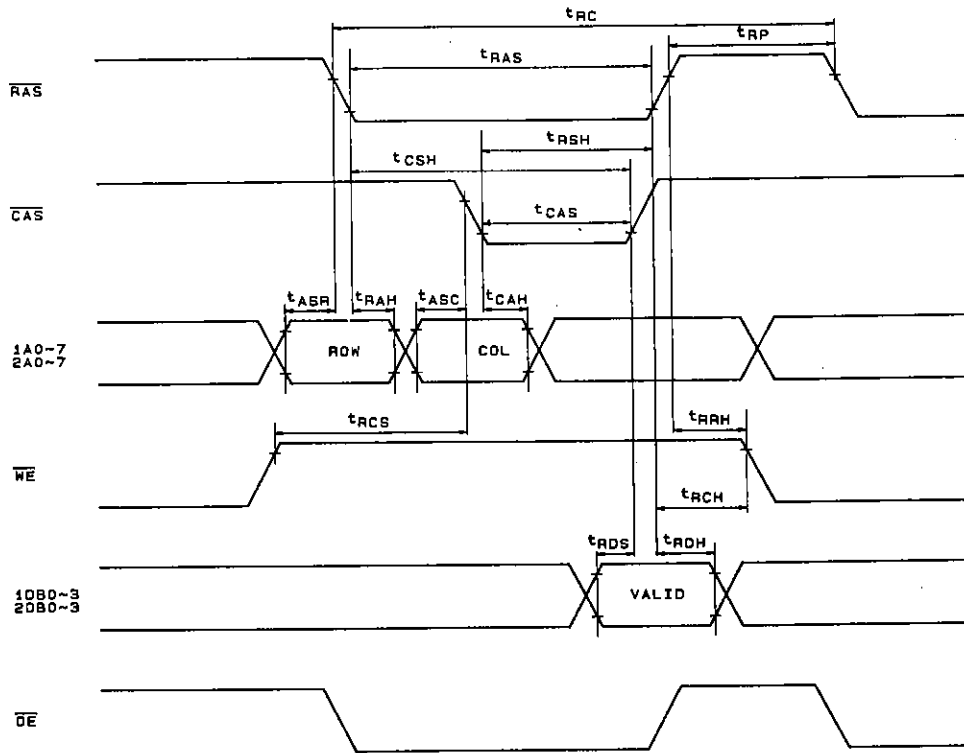 tRC
tRP
tRAS
RAS
tRSH
tCSH
CAS
tCAS
tASR
tRAH
tASC
tCAH
1A0~7
2A0~7
ROW
COL
tRCS
tRRH
WE
tRCH
tRDS
tRDH
1DB0~3
2DB0~3
VALID
OE